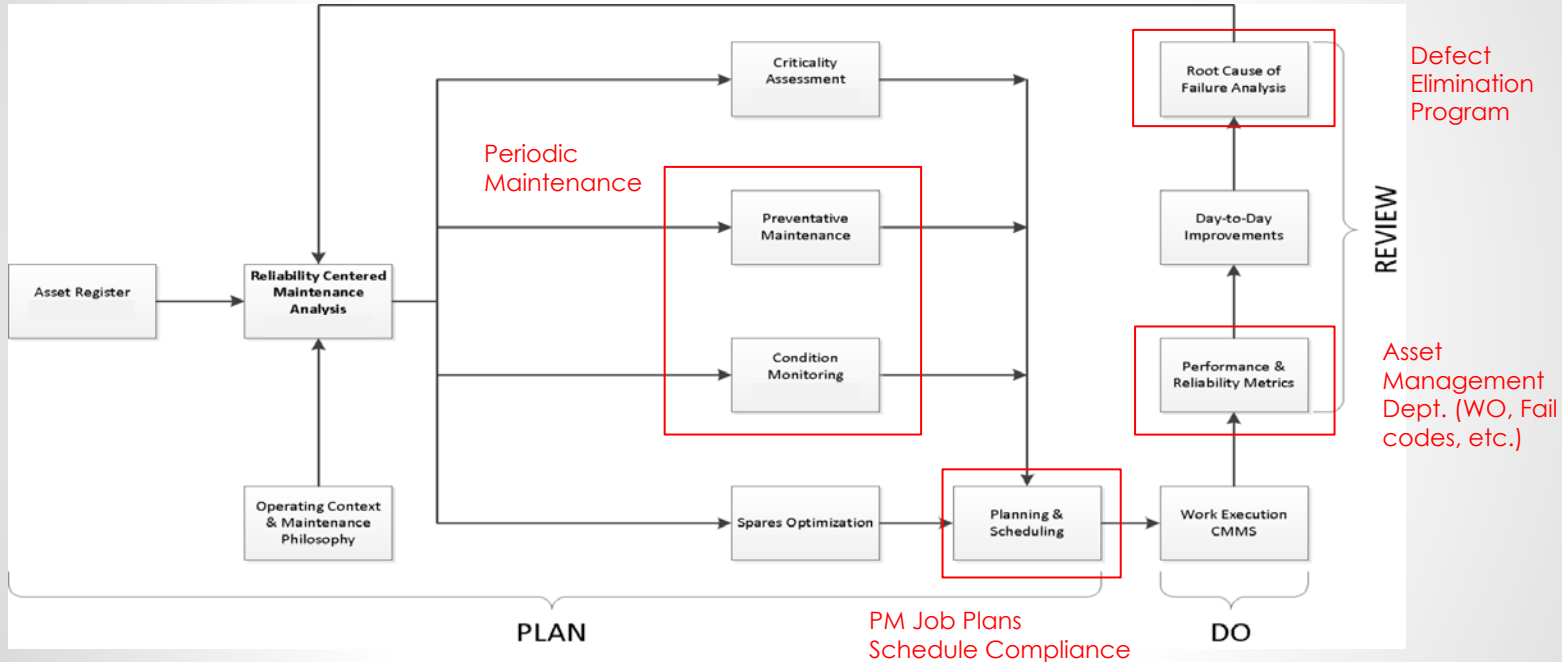 Criticality
Assessment
Root Cause of
Failure Analysis
Defect
Elimination
Program
Periodic
Maintenance
Preventative
Maintenance
Day-to-Day
Improvements
REVIEW
Asset Register
Reliability Centered
Maintenance
Analysis
Condition
Monitoring
Performance &
Reliability Metrics
Asset
Management
Dept. (WO, Fail
codes, etc.)
Operating Context
& Maintenance
Philosophy
Spares Optimization
Planning &
Scheduling
Work Execution
CMMS
PLAN
PM Job Plans
Schedule Compliance
DO